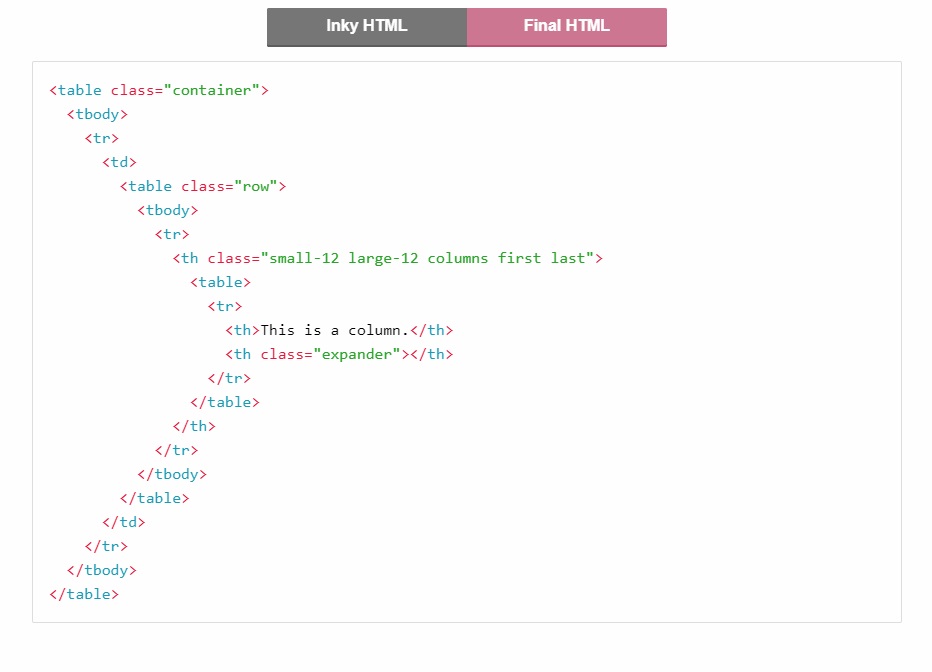 Inky HTML Final HTML
<table class="container">
  <tbody>
    <tr>
      <td>
        <table class="row">
          <tbody>
            <tr>
              <th class="small-12 large-12 columns first last">
                <table>
                  <tr>
                    <th>This is a column.</th>
                    <th class="expander"></th>
                  </tr>
                </table>
              </th>
            </tr>
          </tbody>
        </table>
      </td>
    </tr>
  </tbody>
</table>